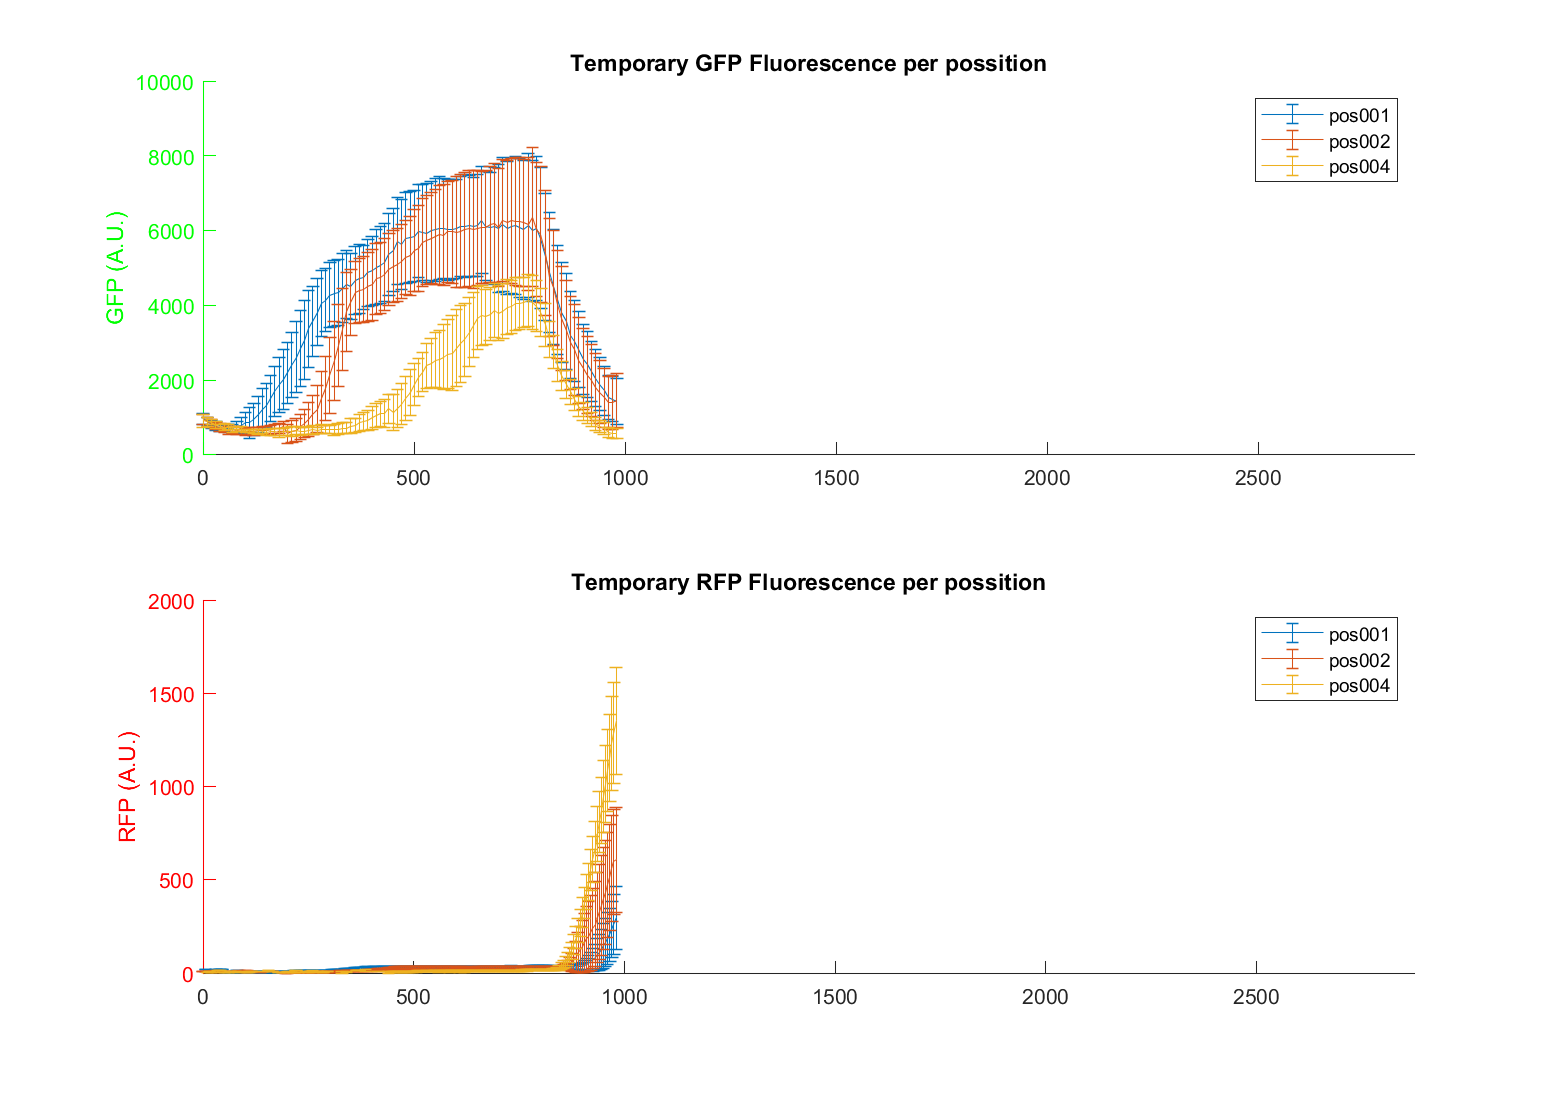 Temporary GFP Fluorescence per possition
10000
8000
6000
4000
2000
0
GFP (A.U.)
pos001
pos002
pos004
0 500 1000 1500 2000 2500
Temporary RFP Fluorescence per possition
2000
1500
1000
500
0
RFP (A.U.)
pos001
pos002
pos004
0 500 1000 1500 2000 2500